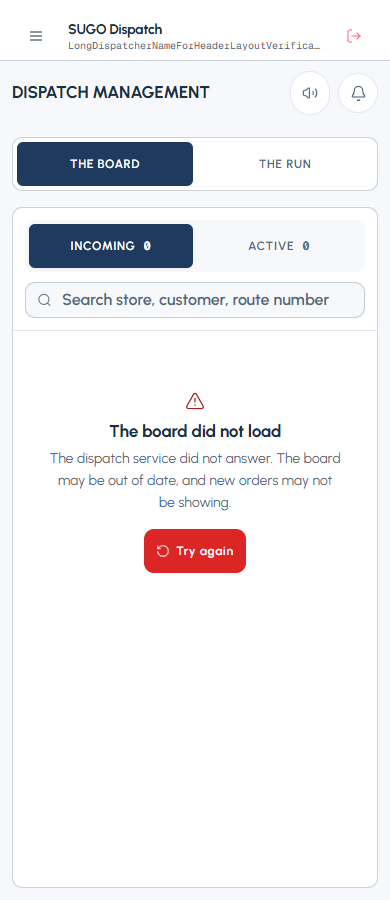 SUGO Dispatch
LongDispatcherNameForHeaderLayoutVerifica…
DISPATCH MANAGEMENT
THE BOARD
THE RUN
INCOMING 0
ACTIVE 0
Search store, customer, route number
The board did not load
The dispatch service did not answer. The board
may be out of date, and new orders may not
be showing.
Try again